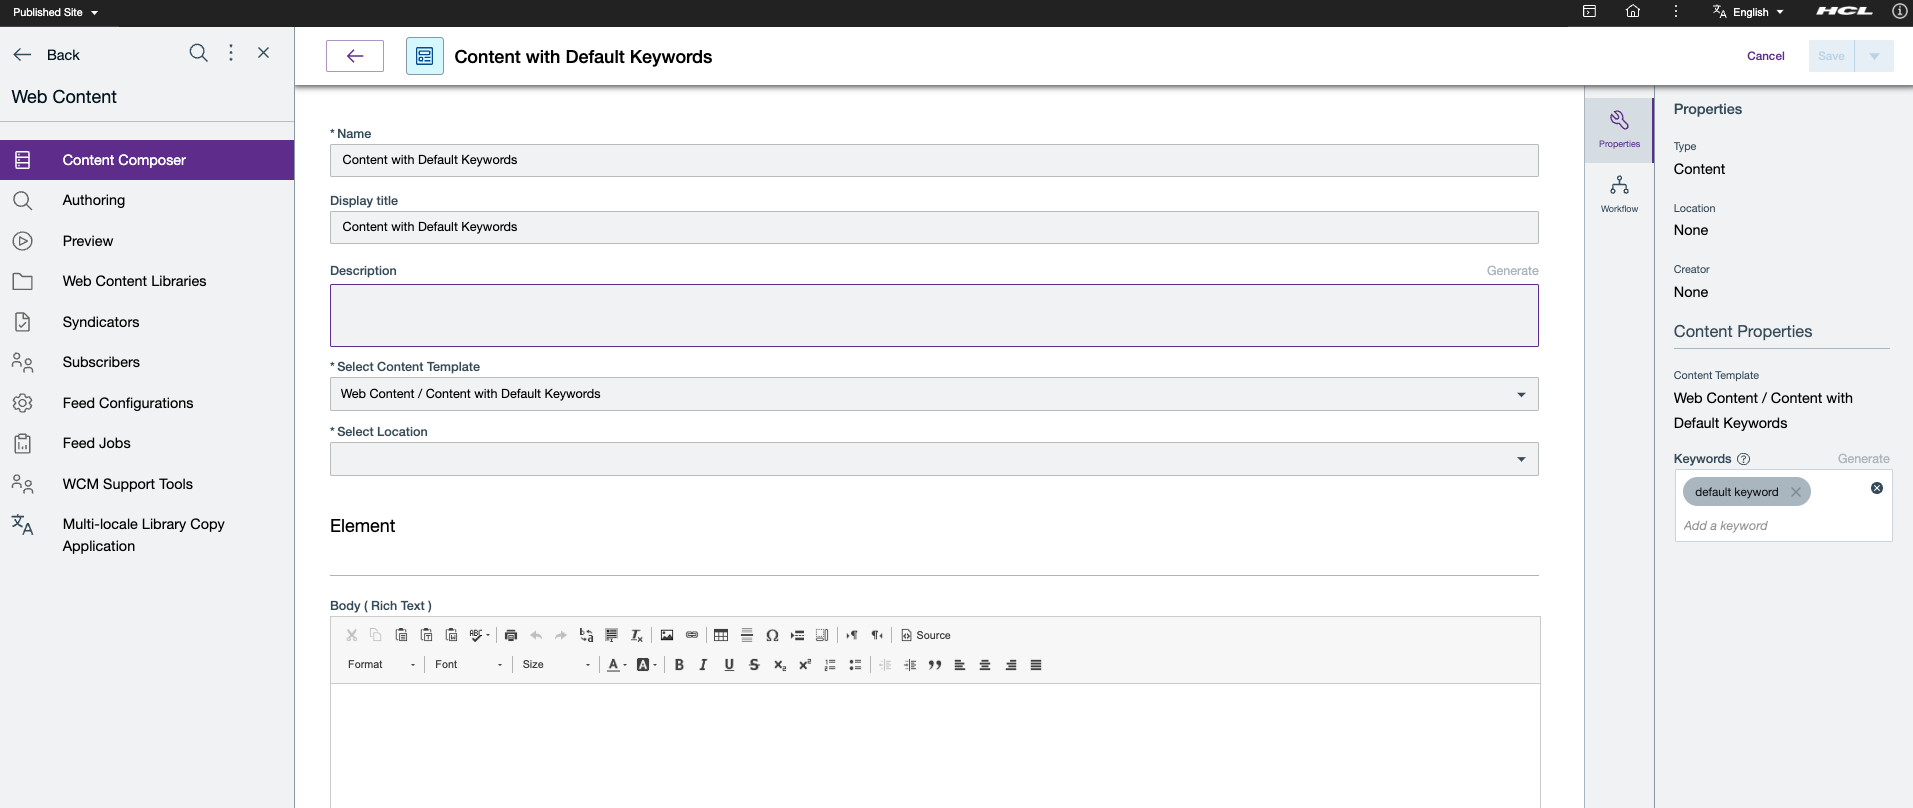 Published Site
English
HCL
Back
Web Content
Content Composer
Authoring
Preview
Web Content Libraries
Syndicators
Subscribers
Feed Configurations
Feed Jobs
WCM Support Tools
Multi-locale Library Copy
Application
Content with Default Keywords
Cancel
Save
* Name
Content with Default Keywords
Display title
Content with Default Keywords
Description
Generate
* Select Content Template
Web Content / Content with Default Keywords
* Select Location
Element
Body ( Rich Text )
ABC
Source
Format
Font
Size
Properties
Workflow
Properties
Type
Content
Location
None
Creator
None
Content Properties
Content Template
Web Content / Content with
Default Keywords
Keywords
Generate
default keyword
Add a keyword